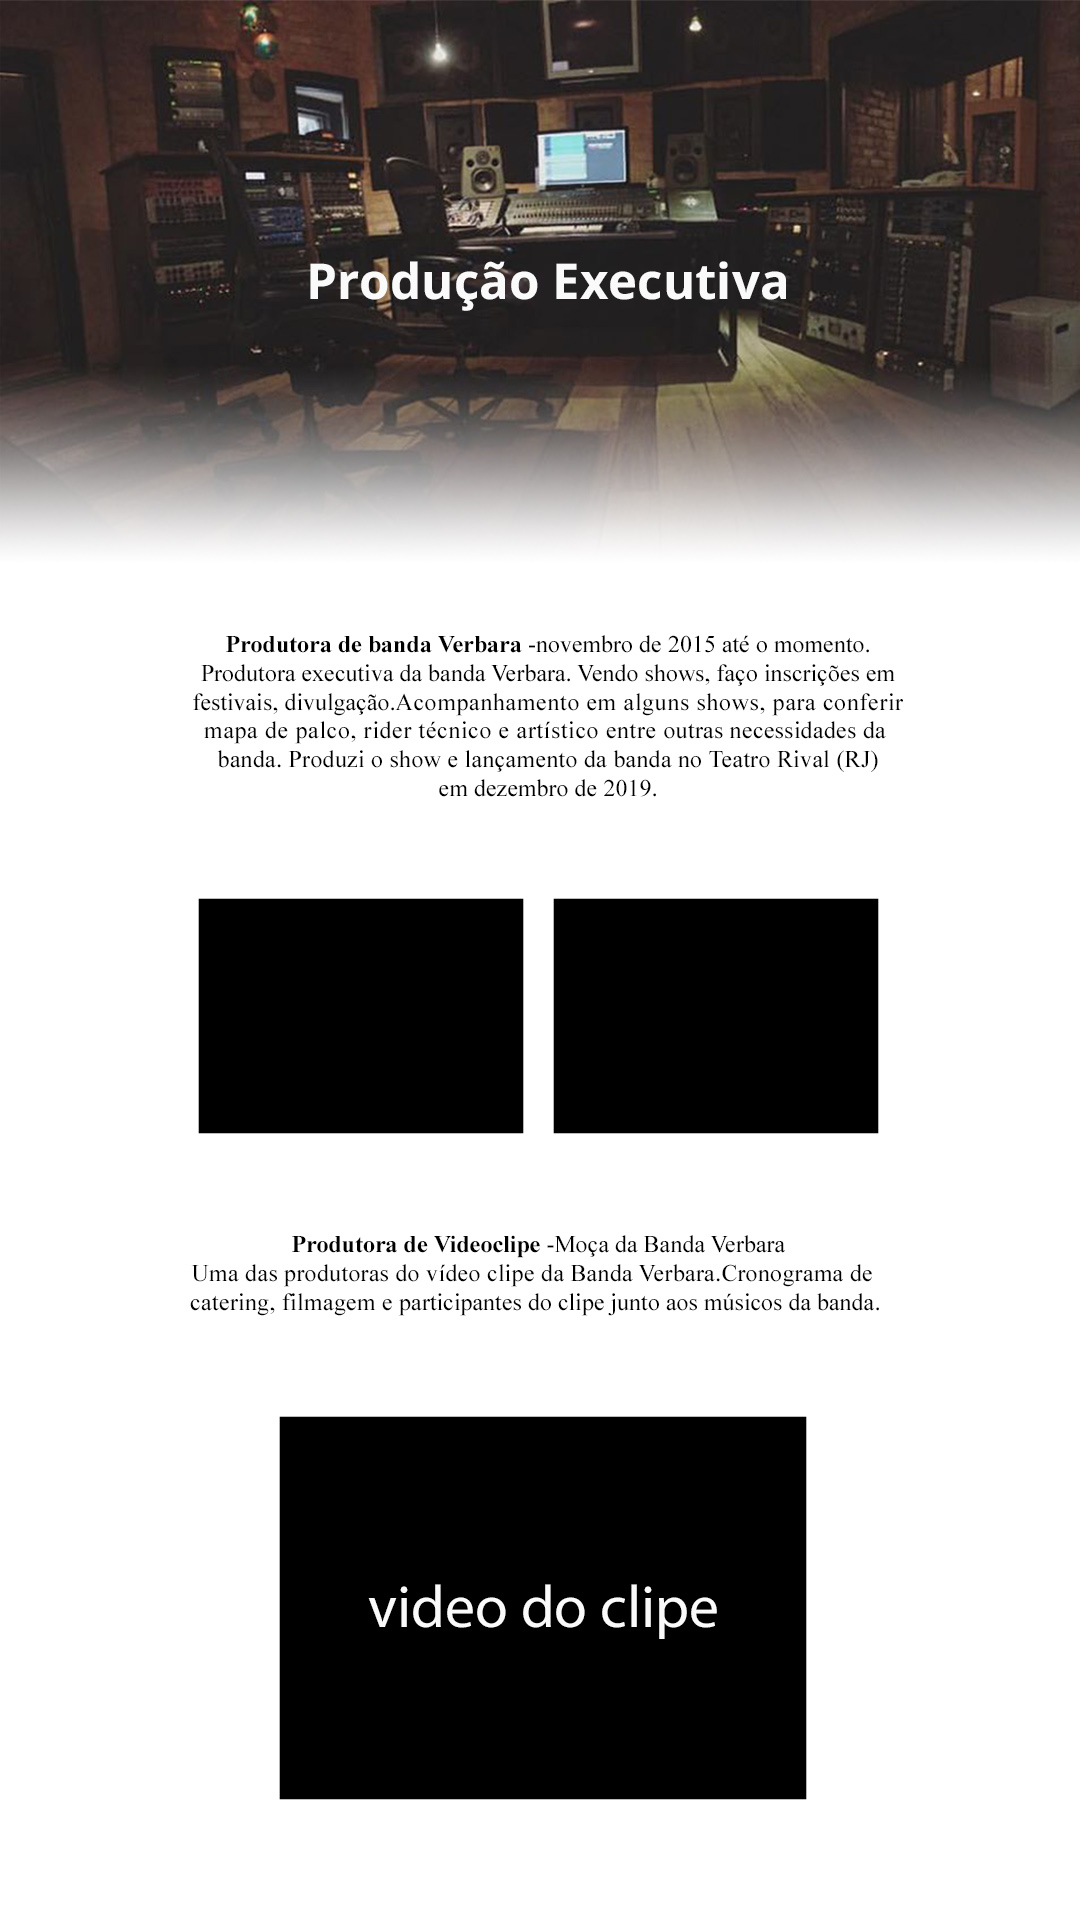 Produção Executiva
Produtora de banda Verbara -novembro de 2015 até o momento.
Produtora executiva da banda Verbara. Vendo shows, faço inscrições em
festivais, divulgação.Acompanhamento em alguns shows, para conferir
mapa de palco, rider técnico e artístico entre outras necessidades da
banda. Produzi o show e lançamento da banda no Teatro Rival (RJ)
em dezembro de 2019.
Produtora de Videoclipe -Moça da Banda Verbara
Uma das produtoras do vídeo clipe da Banda Verbara.Cronograma de
catering, filmagem e participantes do clipe junto aos músicos da banda.
video do clipe